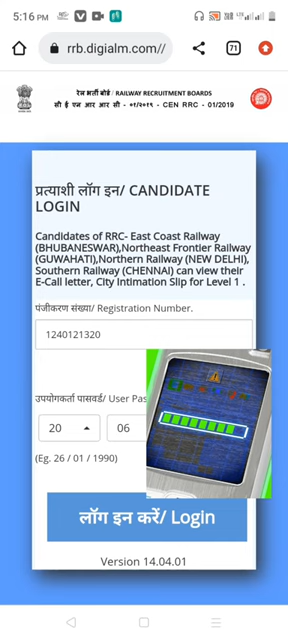 5:16 PM
rrb.digialm.com//
71
रेल भर्ती बोर्ड / RAILWAY RECRUITMENT BOARDS
सी ई एन आर आर सी - ०१/२०१९ - CEN RRC - 01/2019
प्रत्याशी लॉग इन/ CANDIDATE
LOGIN
Candidates of RRC- East Coast Railway
(BHUBANESWAR),Northeast Frontier Railway
(GUWAHATI),Northern Railway (NEW DELHI),
Southern Railway (CHENNAI) can view their
E-Call letter, City Intimation Slip for Level 1 .
पंजीकरण संख्या/ Registration Number.
1240121320
उपयोगकर्ता पासवर्ड/ User Pas
20 06
(Eg. 26 / 01 / 1990)
लॉग इन करें/ Login
Version 14.04.01